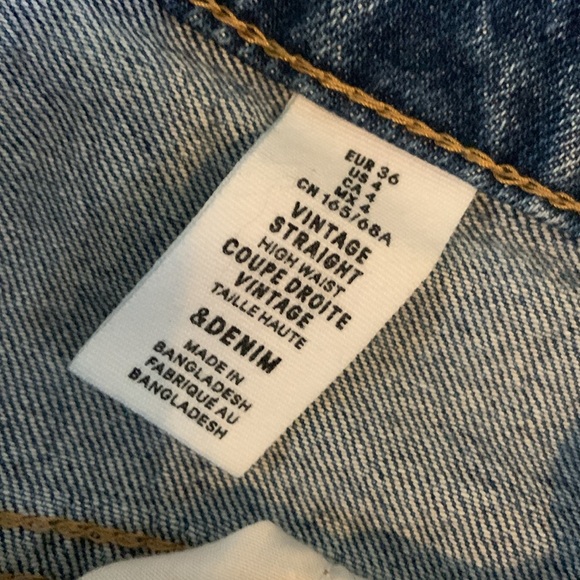 EUR 36
US 4
CA 4
MX 4
CN 165/68A
VINTAGE
STRAIGHT
HIGH WAIST
COUPE DROITE
VINTAGE
TAILLE HAUTE
&DENIM
MADE IN
BANGLADESH
FABRIQUÉ AU
BANGLADESH